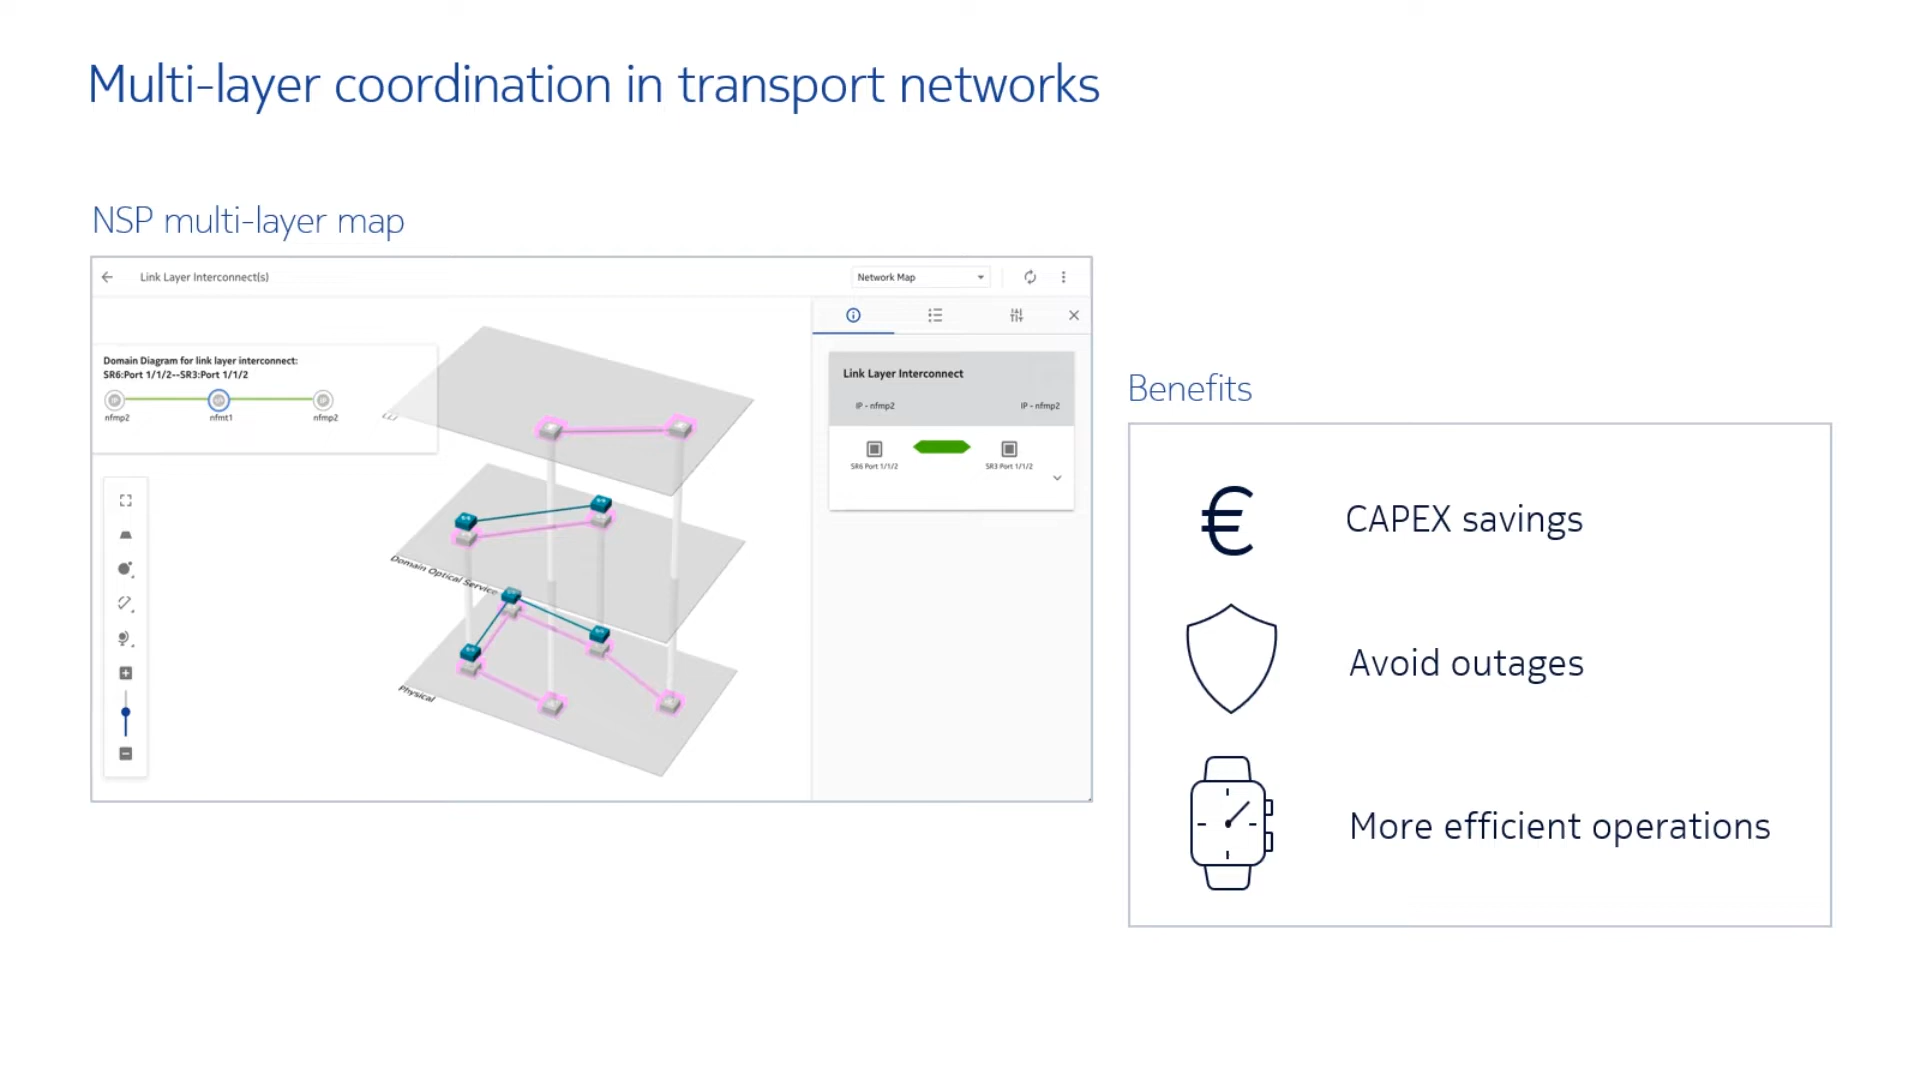 Multi-layer coordination in transport networks
NSP multi-layer map
Link Layer Interconnect(s)
Network Map
Domain Diagram for link layer interconnect:
SR6:Port 1/1/2--SR3:Port 1/1/2
nfmp2
nfmt1
nfmp2
Domain Optical Service
Physical
Link Layer Interconnect
IP - nfmp2
IP - nfmp2
SR6 Port 1/1/2
SR3 Port 1/1/2
Benefits
€
CAPEX savings
Avoid outages
More efficient operations